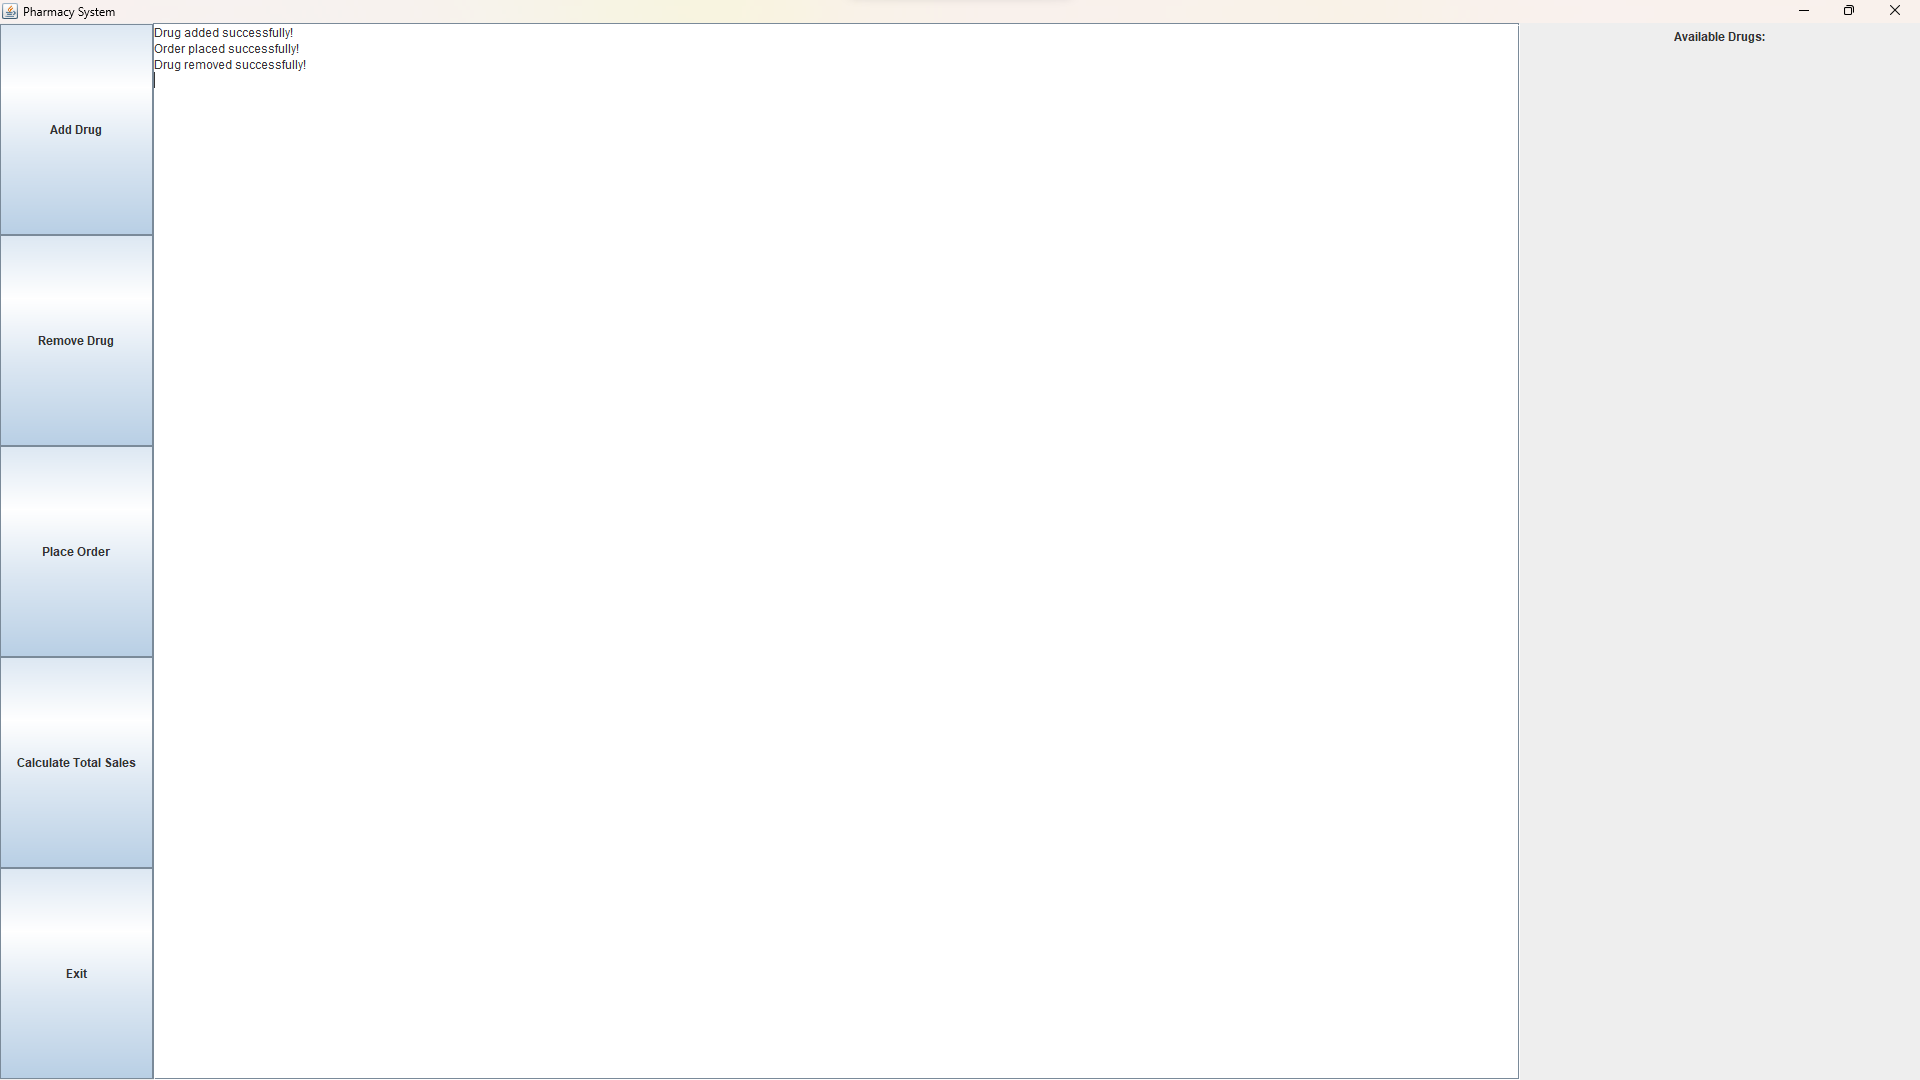 Pharmacy System
Drug added successfully!
Order placed successfully!
Drug removed successfully!
Available Drugs:
Add Drug
Remove Drug
Place Order
Calculate Total Sales
Exit